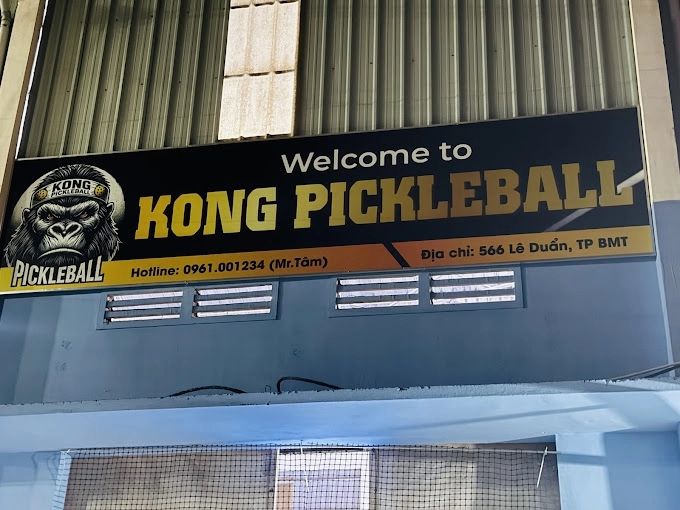 Welcome to
KONG PICKLEBALL
KONG
PICKLEBALL
PICKLEBALL
Hotline: 0961.001234 (Mr.Tâm)
Địa chỉ: 566 Lê Duẩn, TP BMT